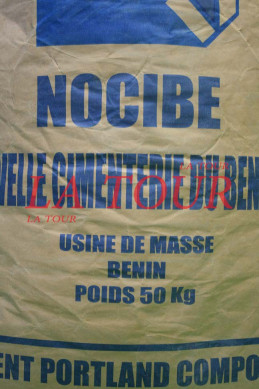 NOCIBE
VELLE CIMENTERIE DU BEN
LA TOUR
LA TOUR
USINE DE MASSE
BENIN
POIDS 50 Kg
ENT PORTLAND COMPO